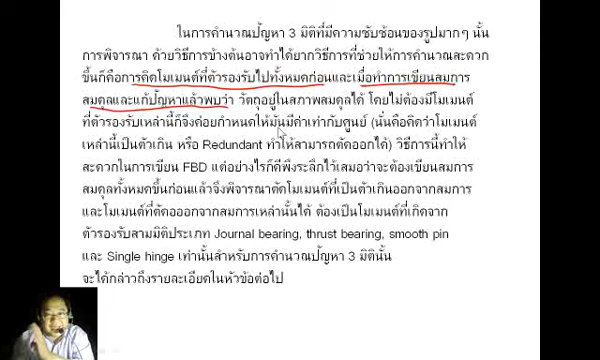 ในการคำนวณปัญหา 3 มิติที่มีความซับซ้อนของรูปมากๆ นั้น
การพิจารณา ด้วยวิธีการข้างต้นอาจทำได้ยากวิธีการที่ช่วยให้การคำนวณสะดวก
ขึ้นก็คือการคิดโมเมนต์ที่ตัวรองรับไปทั้งหมดก่อนและเมื่อทำการเขียนสมการ
สมดุลและแก้ปัญหาแล้วพบว่า วัตถุอยู่ในสภาพสมดุลได้ โดยไม่ต้องมีโมเมนต์
ที่ตัวรองรับเหล่านี้ก็จึงค่อยกำหนดให้มันมีค่าเท่ากับศูนย์ (นั่นคือคิดว่าโมเมนต์
เหล่านี้เป็นตัวเกิน หรือ Redundant ทำให้สามารถตัดออกได้) วิธีการนี้ทำให้
สะดวกในการเขียน FBD แต่อย่างไรก็ดีพึงระลึกไว้เสมอว่าจะต้องเขียนสมการ
สมดุลทั้งหมดขึ้นก่อนแล้วจึงพิจารณาตัดโมเมนต์ที่เป็นตัวเกินออกจากสมการ
และโมเมนต์ที่ตัดอออกจากสมการเหล่านั้นได้ ต้องเป็นโมเมนต์ที่เกิดจาก
ตัวรองรับสามมิติประเภท Journal bearing, thrust bearing, smooth pin
และ Single hinge เท่านั้นสำหรับการคำนวณปัญหา 3 มิตินั้น
จะได้กล่าวถึงรายละเอียดในหัวข้อต่อไป